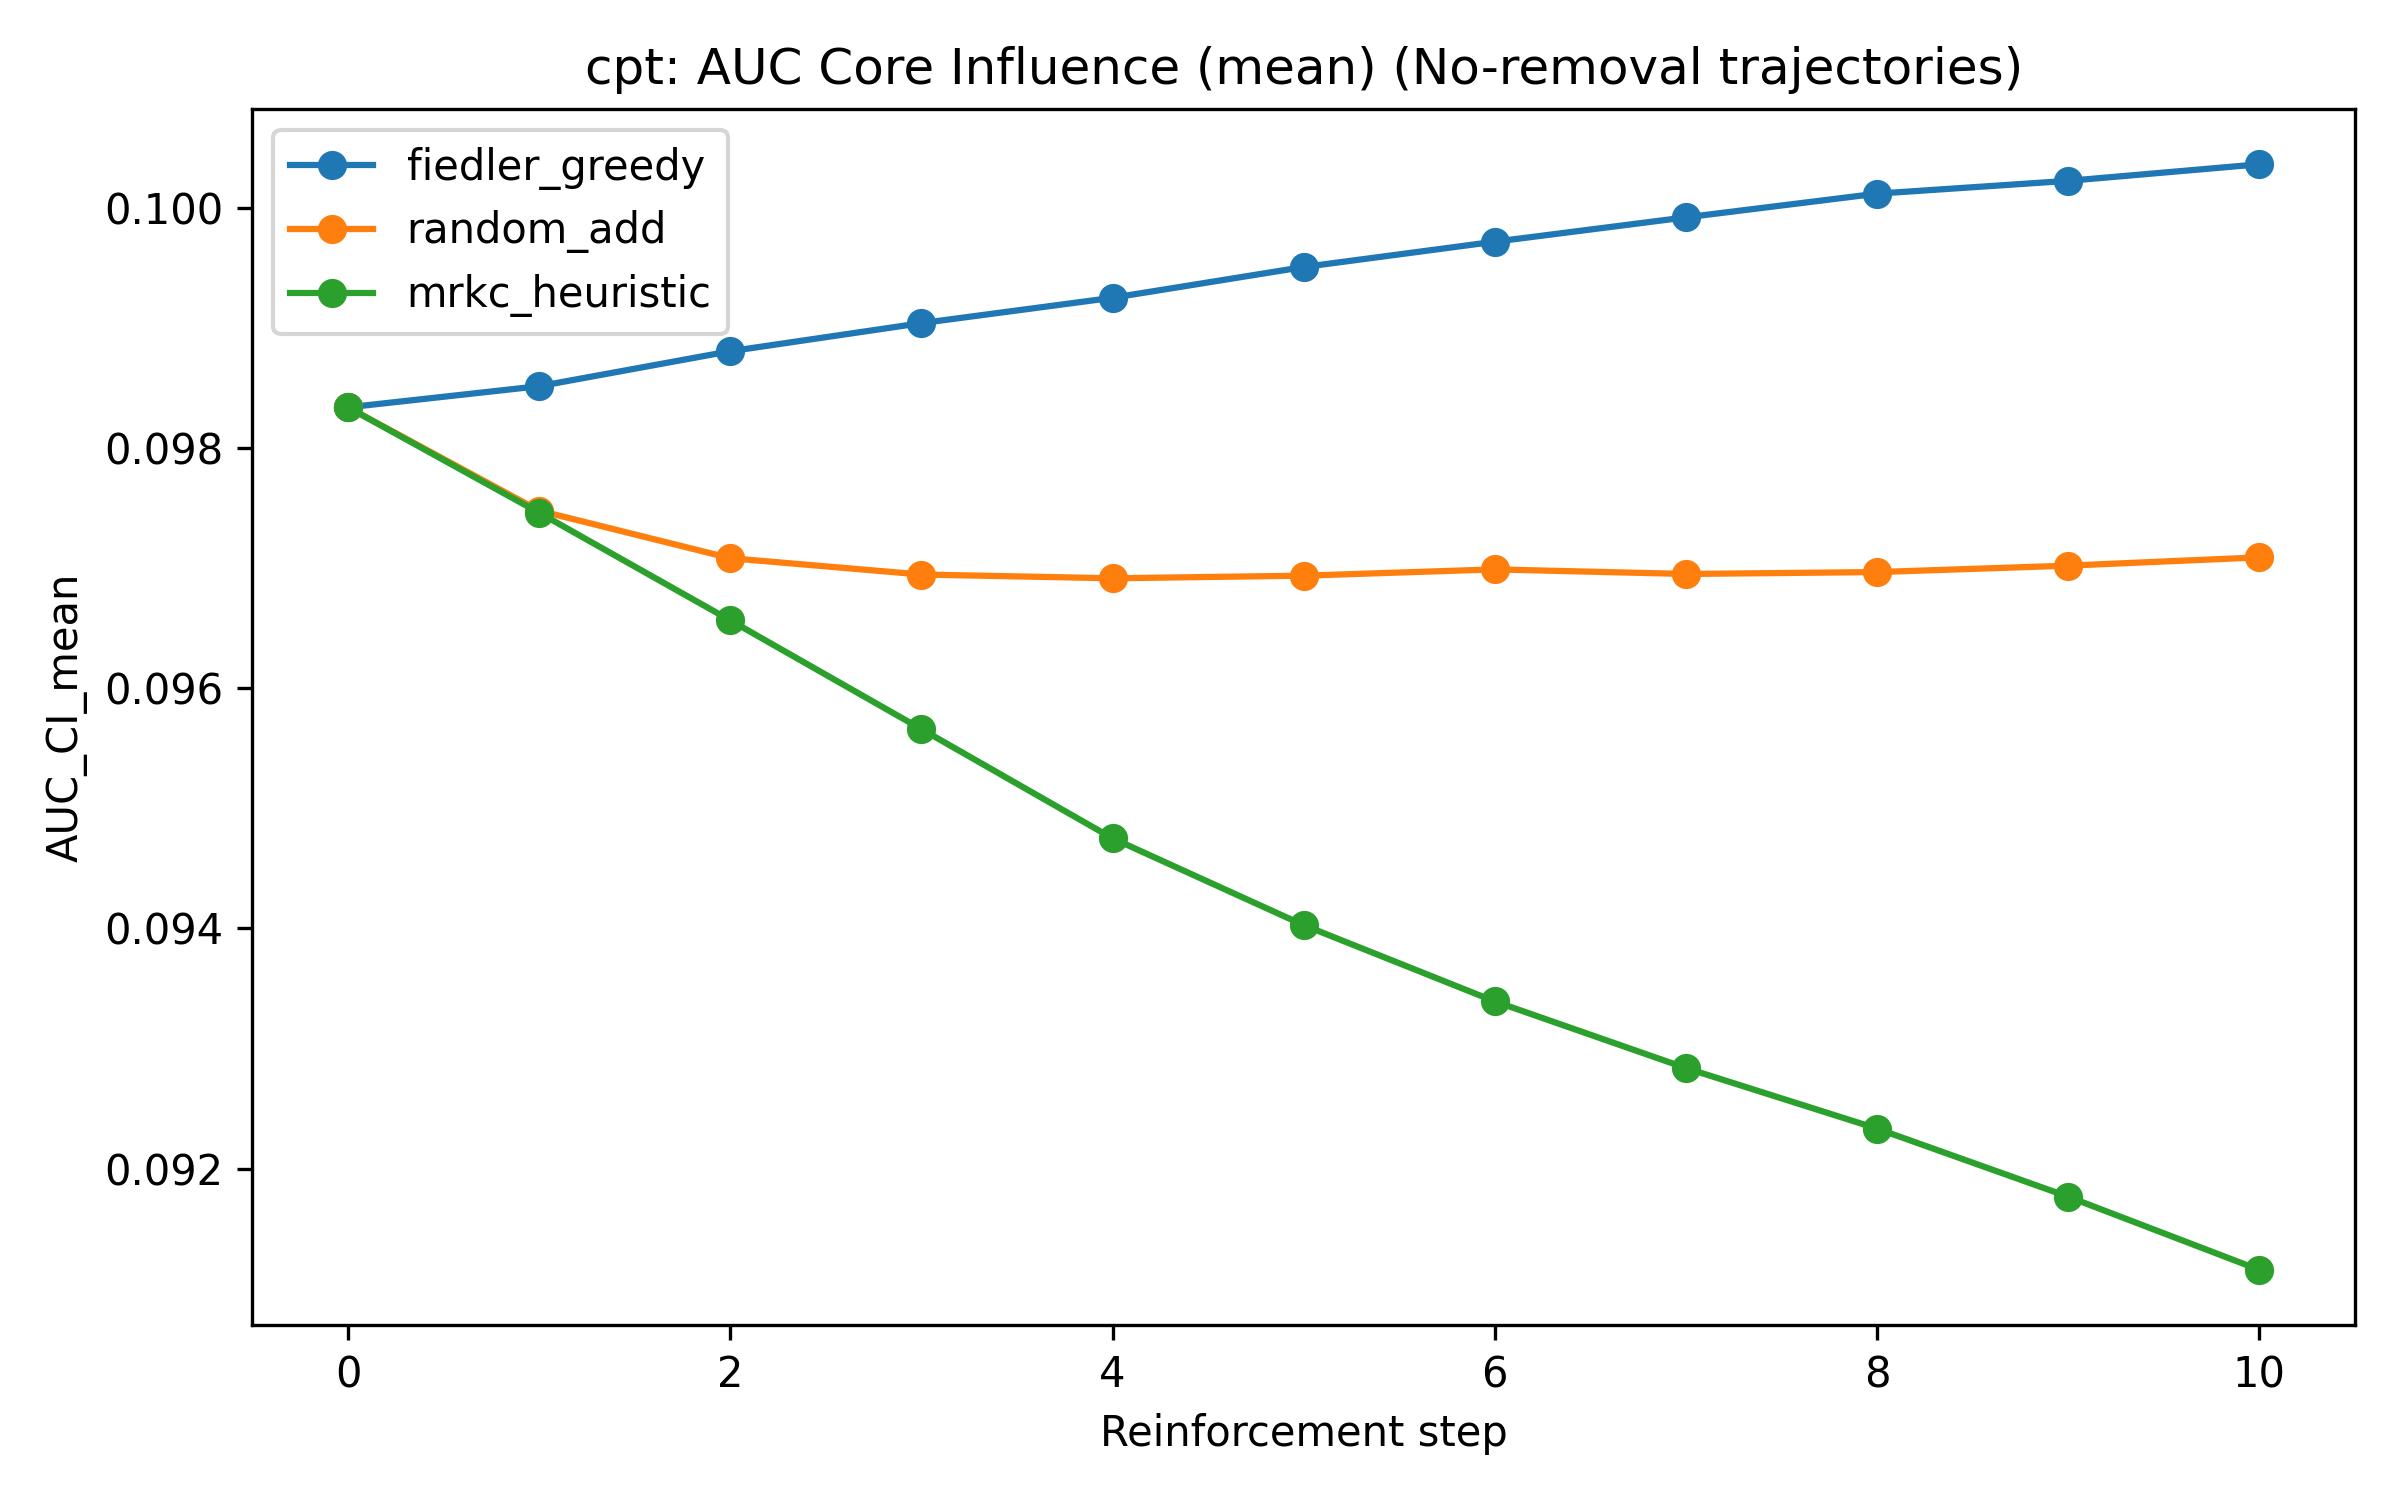 cpt: AUC Core Influence (mean) (No-removal trajectories)
fiedler_greedy
random_add
mrkc_heuristic
AUC_CI_mean
0.100
0.098
0.096
0.094
0.092
0 2 4 6 8 10
Reinforcement step